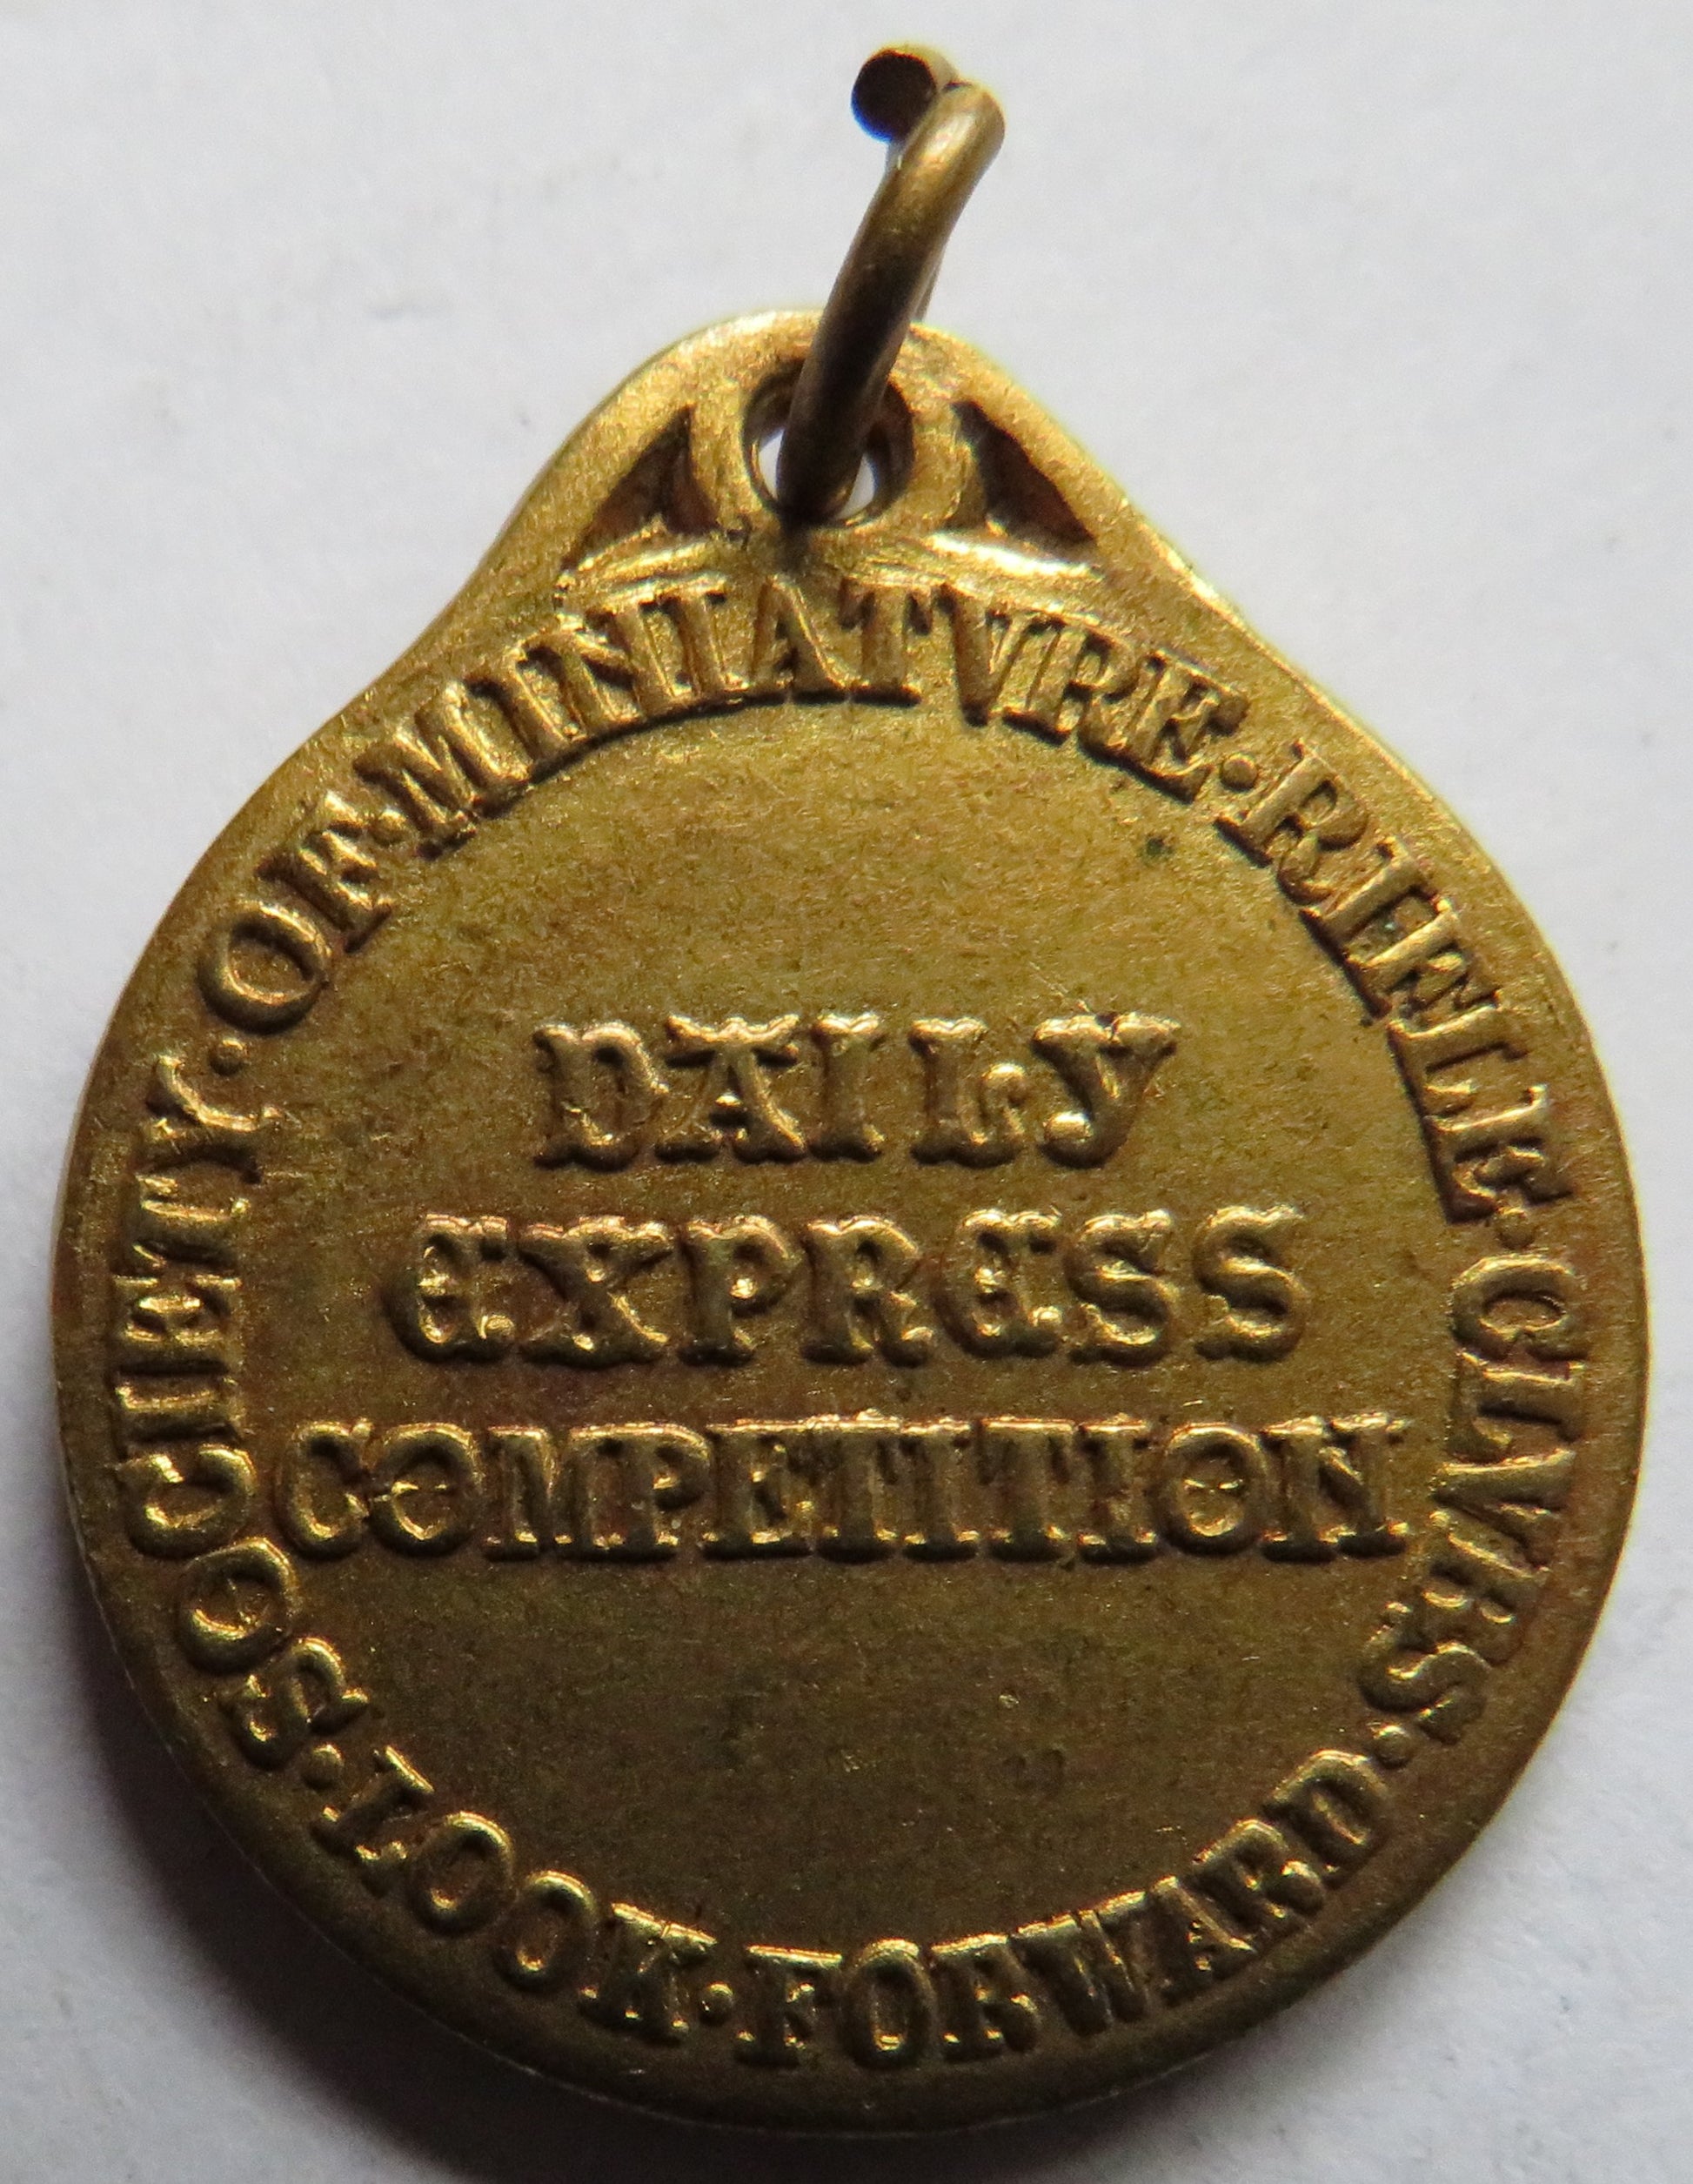 SOCIETY·OF·MINIATVRE·RIFLE·CLVBS·
LOOK·FORWARD·
DAILY
EXPRESS
COMPETITION